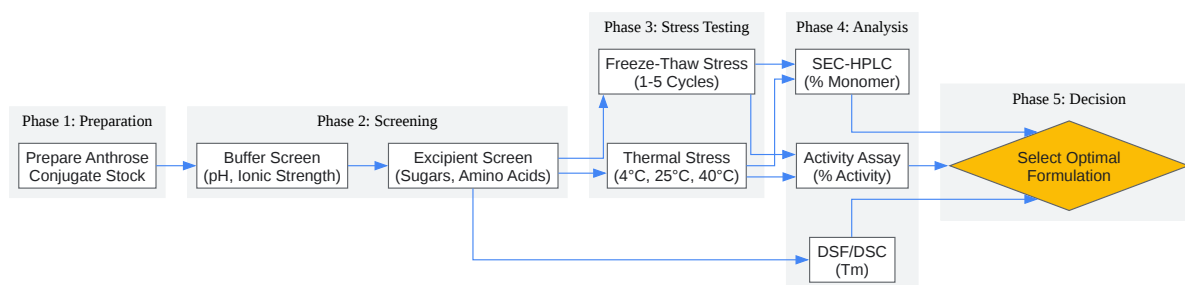 Phase 1: Preparation
Prepare Anthrose
Conjugate Stock
Phase 2: Screening
Buffer Screen
(pH, Ionic Strength)
Excipient Screen
(Sugars, Amino Acids)
Phase 3: Stress Testing
Freeze-Thaw Stress
(1-5 Cycles)
Thermal Stress
(4°C, 25°C, 40°C)
Phase 4: Analysis
SEC-HPLC
(% Monomer)
Activity Assay
(% Activity)
DSF/DSC
(Tm)
Phase 5: Decision
Select Optimal
Formulation